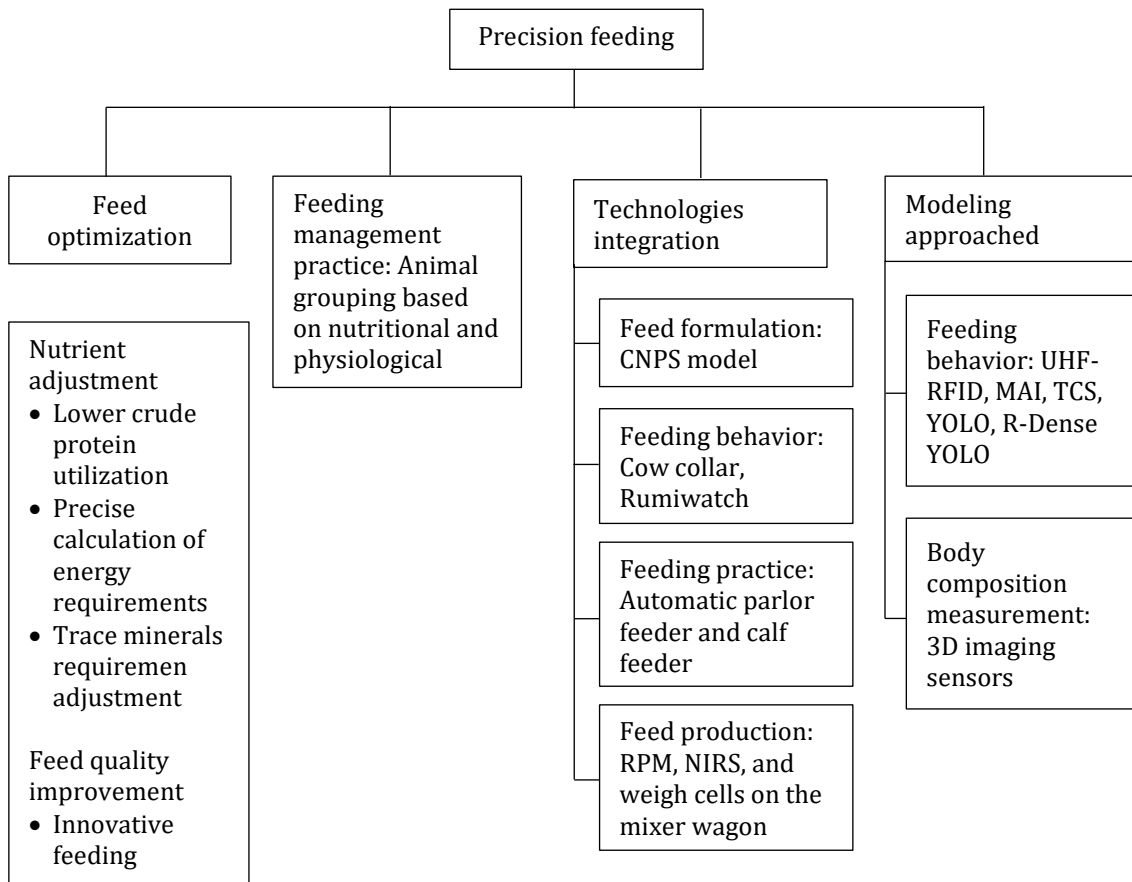 Precision feeding
Feed
optimization
Nutrient
adjustment
• Lower crude
protein
utilization
• Precise
calculation of
energy
requirements
• Trace minerals
requiremen
adjustment
Feed quality
improvement
• Innovative
feeding
Feeding
management
practice: Animal
grouping based
on nutritional and
physiological
Technologies
integration
Feed formulation:
CNPS model
Feeding behavior:
Cow collar,
Rumiwatch
Feeding practice:
Automatic parlor
feeder and calf
feeder
Feed production:
RPM, NIRS, and
weigh cells on the
mixer wagon
Modeling
approached
Feeding
behavior: UHF-
RFID, MAI, TCS,
YOLO, R-Dense
YOLO
Body
composition
measurement:
3D imaging
sensors